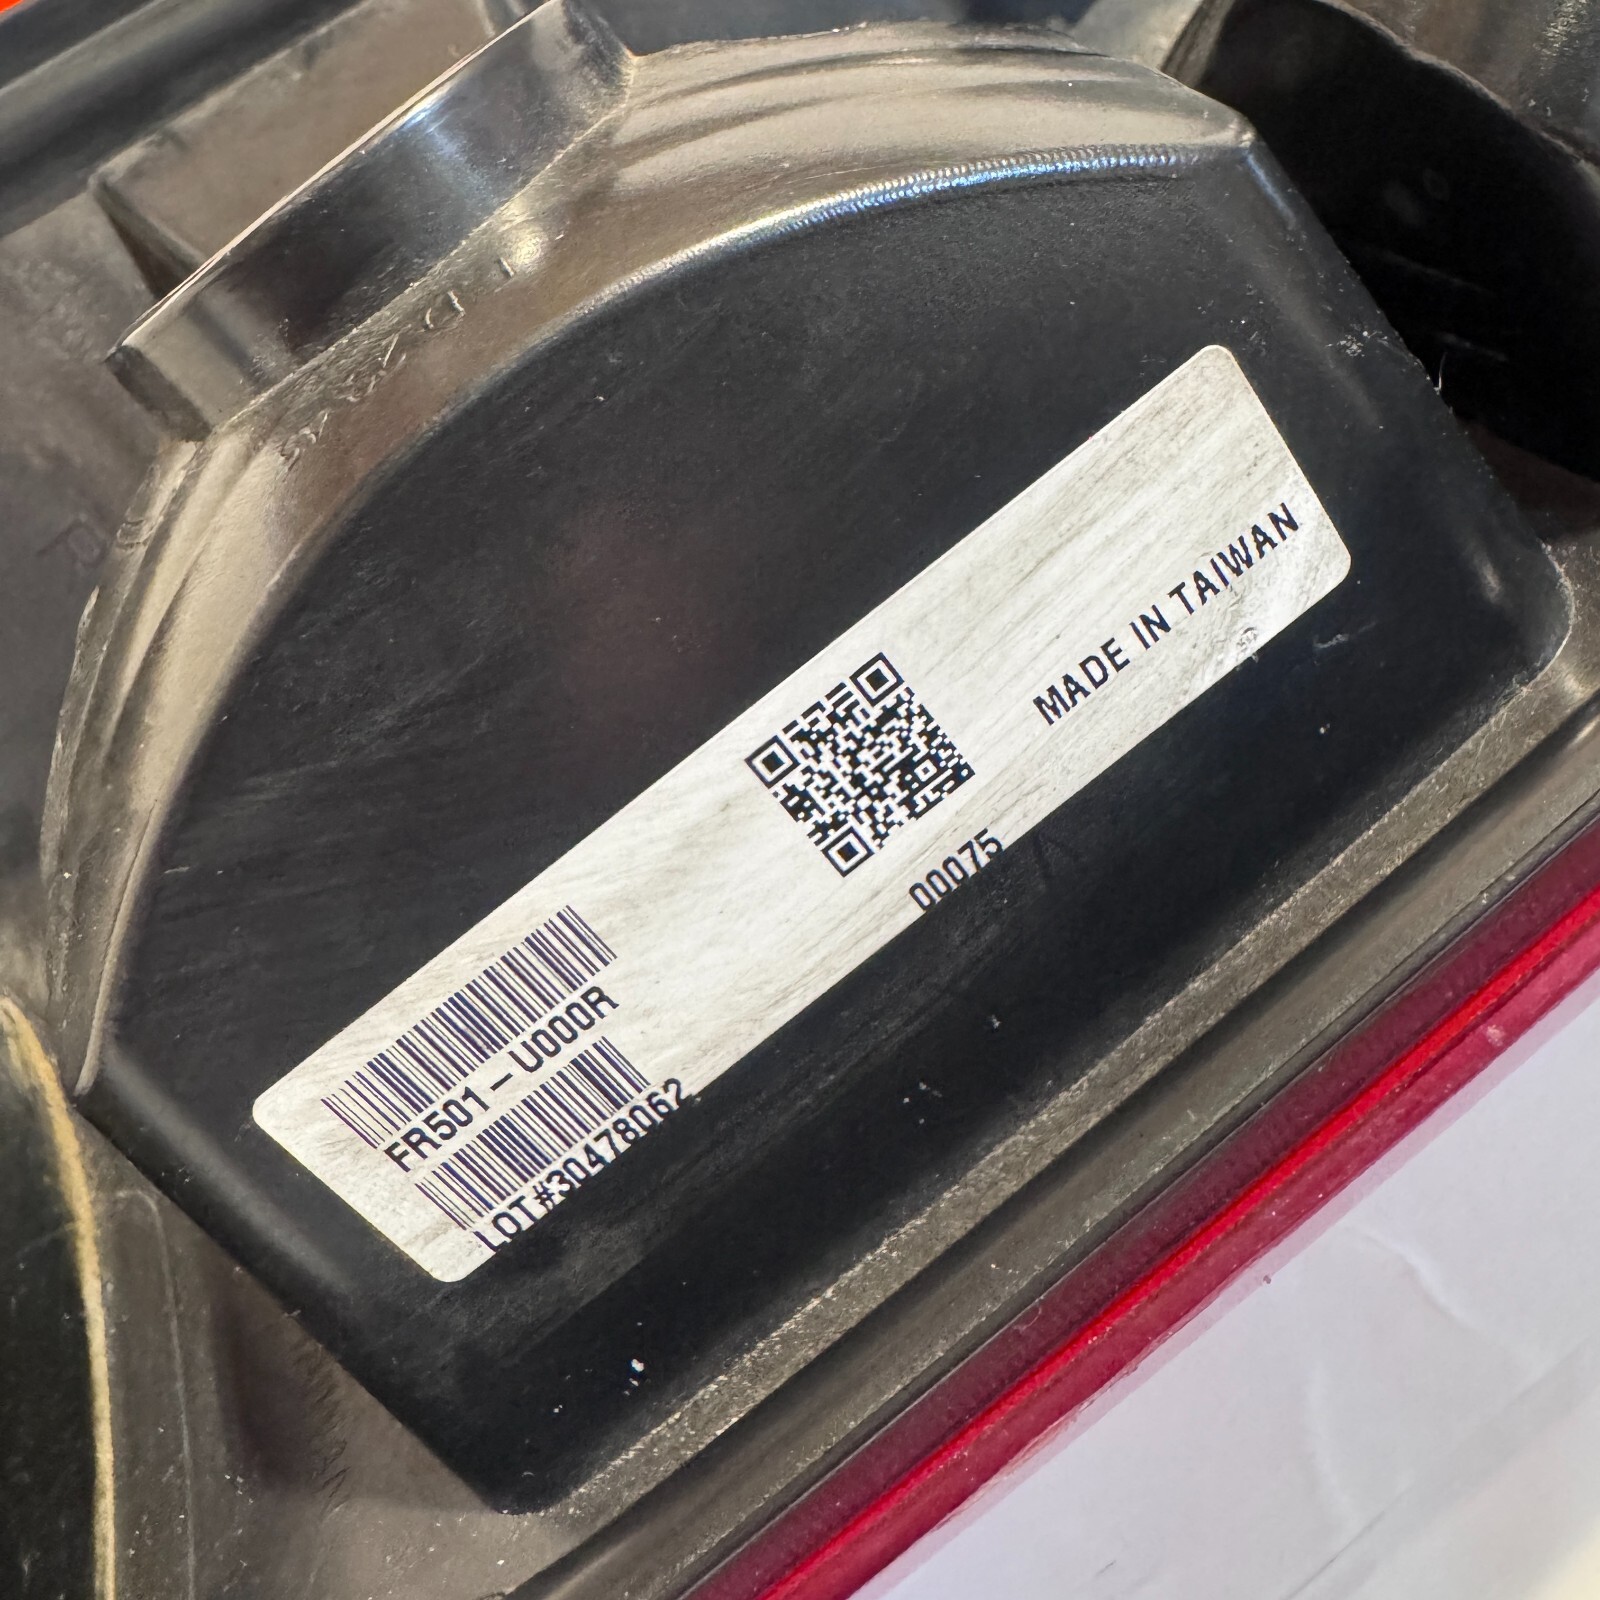 FR501-U000R
LOT#30478062
00075
MADE IN TAIWAN